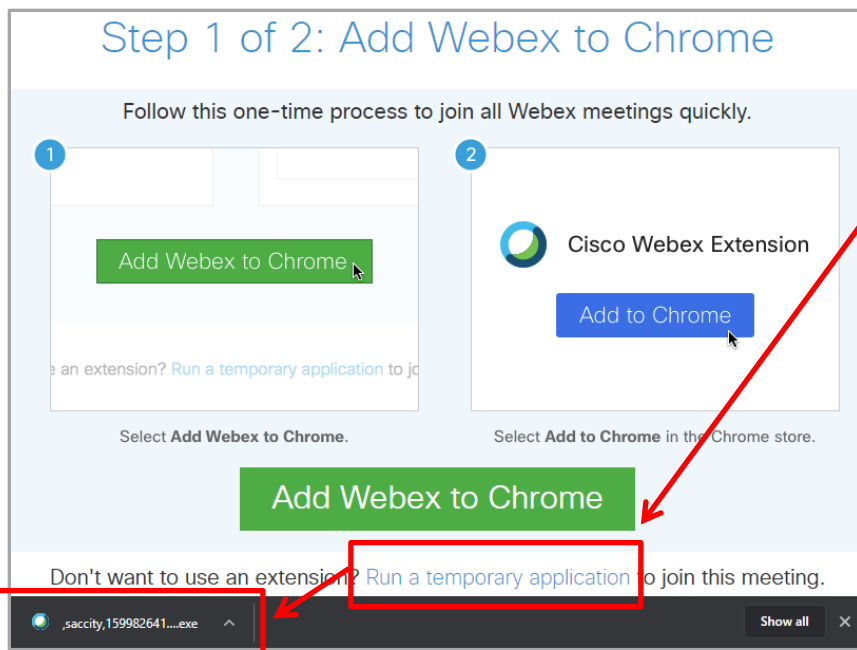 Step 1 of 2: Add Webex to Chrome
Follow this one-time process to join all Webex meetings quickly.
1
2
Add Webex to Chrome
Cisco Webex Extension
Add to Chrome
an extension? Run a temporary application to
Select Add Webex to Chrome.
Select Add to Chrome in the Chrome store.
Add Webex to Chrome
Don't want to use an extension? Run a temporary application to join this meeting.
,saccity,159982641....exe
Show all